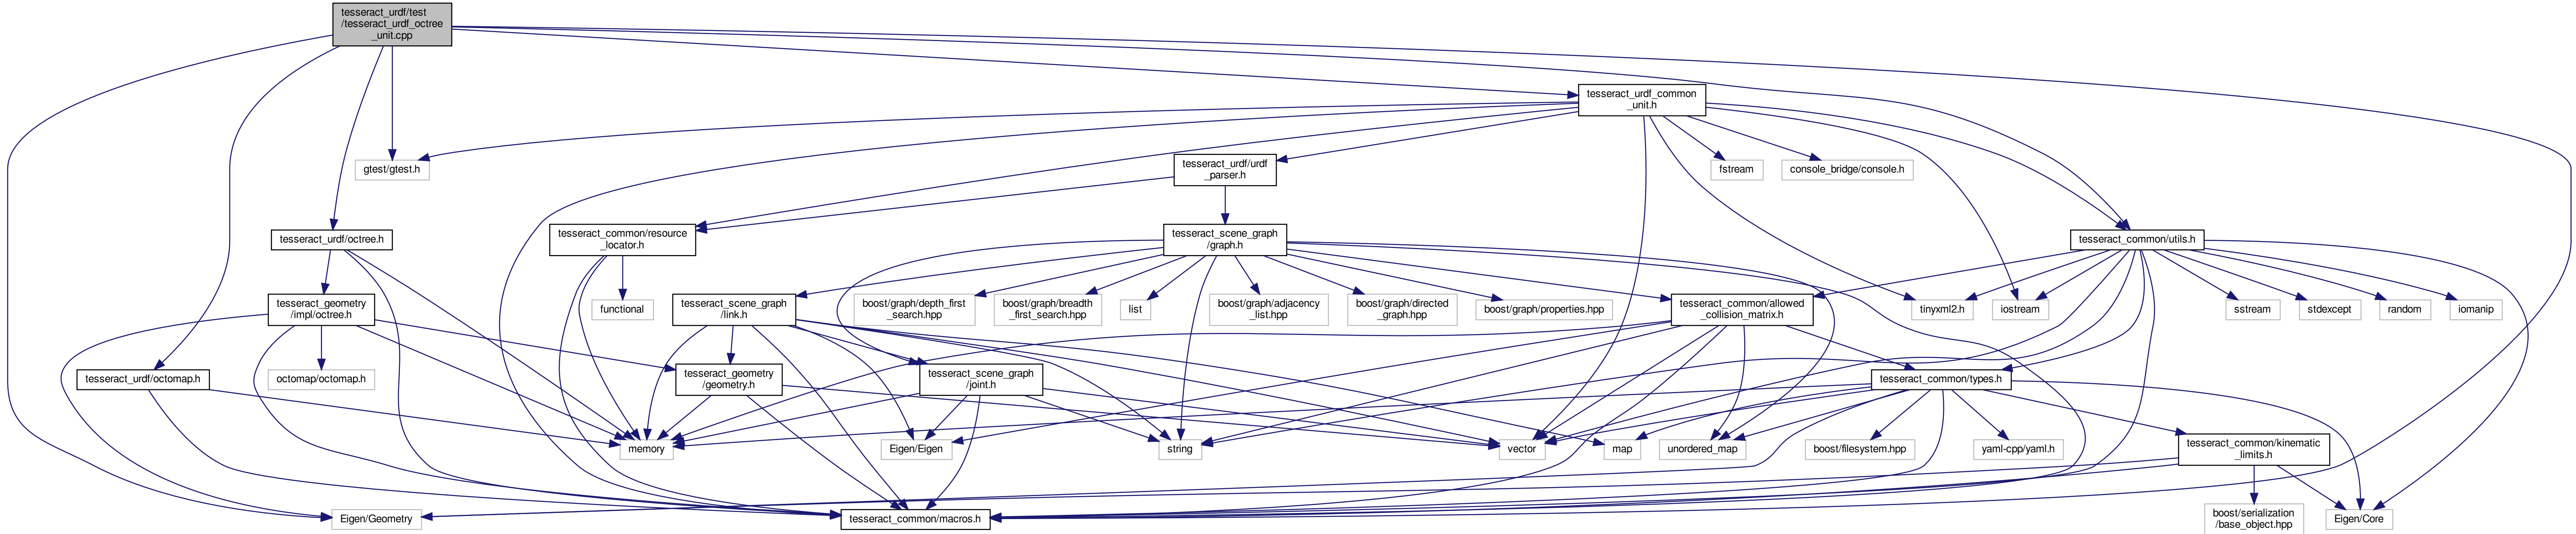 tesseract_urdf/test
/tesseract_urdf_octree
_unit.cpp
tesseract_urdf_common
_unit.h
gtest/gtest.h
tesseract_urdf/urdf
_parser.h
fstream
console_bridge/console.h
tesseract_urdf/octree.h
tesseract_common/resource
_locator.h
tesseract_scene_graph
/graph.h
tesseract_common/utils.h
tesseract_geometry
/impl/octree.h
functional
tesseract_scene_graph
/link.h
boost/graph/depth_first
_search.hpp
boost/graph/breadth
_first_search.hpp
list
boost/graph/adjacency
_list.hpp
boost/graph/directed
_graph.hpp
boost/graph/properties.hpp
tesseract_common/allowed
_collision_matrix.h
tinyxml2.h
iostream
sstream
stdexcept
random
iomanip
tesseract_urdf/octomap.h
octomap/octomap.h
tesseract_geometry
/geometry.h
tesseract_scene_graph
/joint.h
tesseract_common/types.h
memory
Eigen/Eigen
string
vector
map
unordered_map
boost/filesystem.hpp
yaml-cpp/yaml.h
tesseract_common/kinematic
_limits.h
Eigen/Geometry
tesseract_common/macros.h
boost/serialization
/base_object.hpp
Eigen/Core